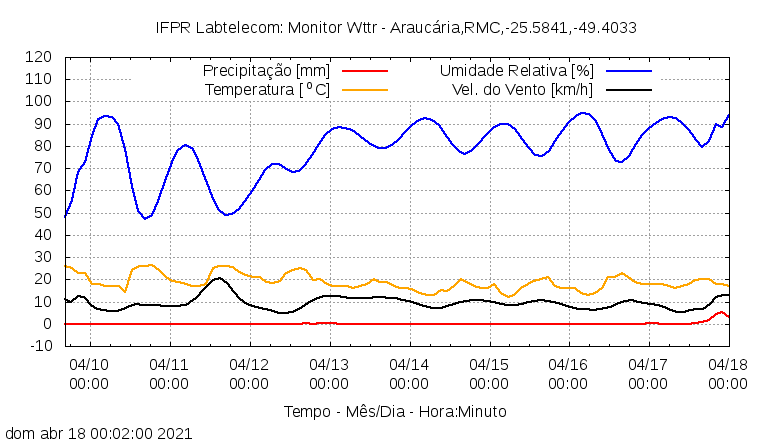 IFPR Labtelecom: Monitor Wttr - Araucária,RMC,-25.5841,-49.4033
Precipitação [mm] Umidade Relativa [%]
Temperatura [ ⁰C] Vel. do Vento [km/h]
120
110
100
90
80
70
60
50
40
30
20
10
0
-10
04/10 04/11 04/12 04/13 04/14 04/15 04/16 04/17 04/18
00:00 00:00 00:00 00:00 00:00 00:00 00:00 00:00 00:00
Tempo - Mês/Dia - Hora:Minuto
dom abr 18 00:02:00 2021